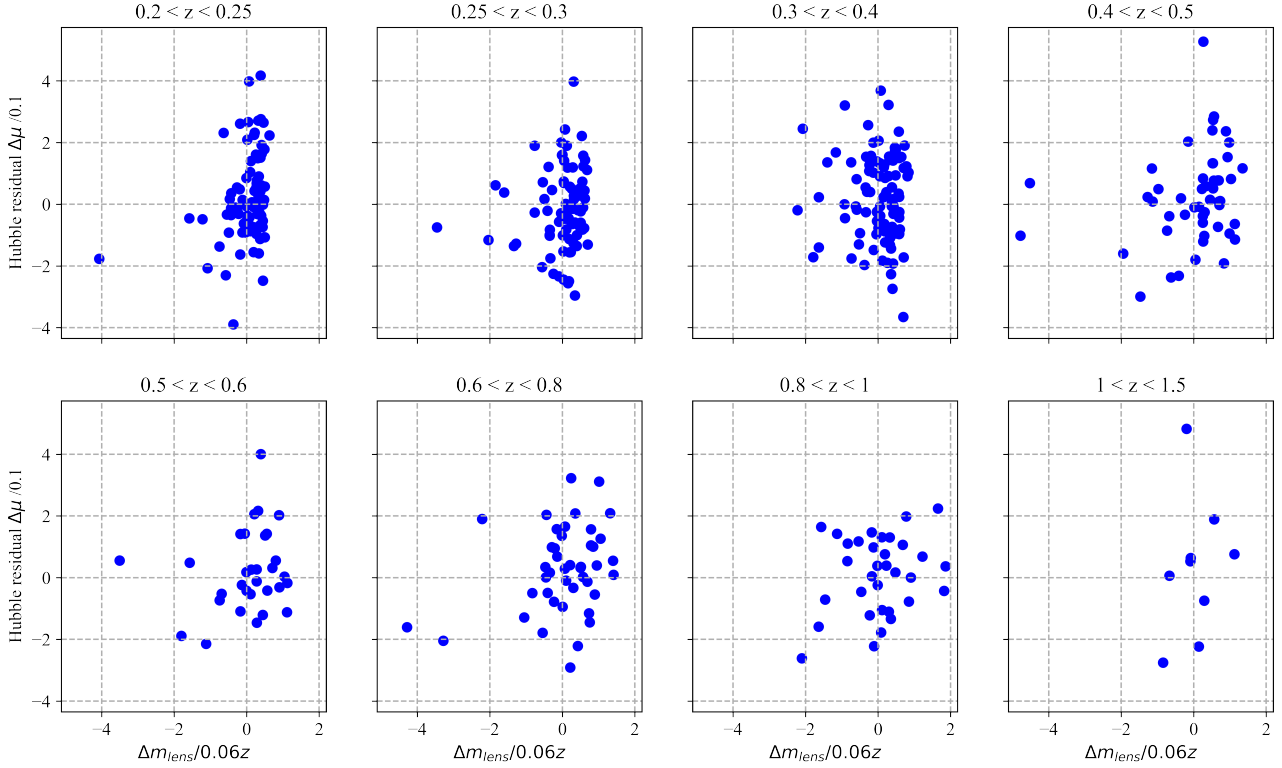 0.2 < z < 0.25
0.25 < z < 0.3
0.3 < z < 0.4
0.4 < z < 0.5
Hubble residual Δμ /0.1
4
2
0
−2
−4
0.5 < z < 0.6
0.6 < z < 0.8
0.8 < z < 1
1 < z < 1.5
Hubble residual Δμ /0.1
4
2
0
−2
−4
−4 −2 0 2
−4 −2 0 2
−4 −2 0 2
−4 −2 0 2
Δm_lens/0.06z
Δm_lens/0.06z
Δm_lens/0.06z
Δm_lens/0.06z